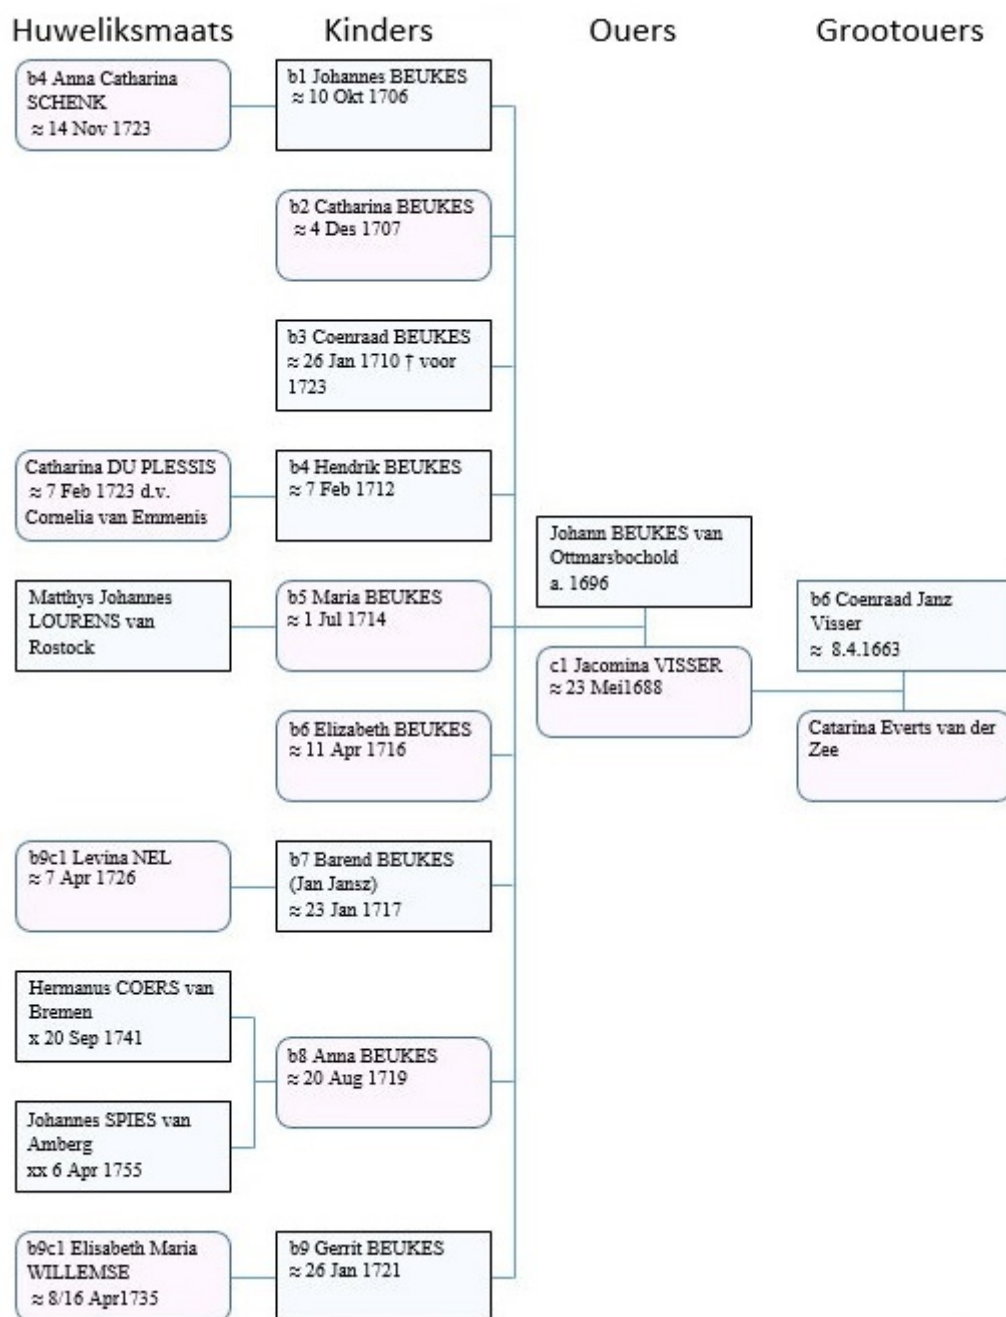 Huweliksmaats
Kinders
Ouers
Grootouers
b4 Anna Catharina
SCHENK
≈ 14 Nov 1723
b1 Johannes BEUKES
≈ 10 Okt 1706
b2 Catharina BEUKES
≈ 4 Des 1707
b3 Coenraad BEUKES
≈ 26 Jan 1710 † voor
1723
Catharina DU PLESSIS
≈ 7 Feb 1723 d.v.
Cornelia van Emmenis
b4 Hendrik BEUKES
≈ 7 Feb 1712
Matthys Johannes
LOURENS van
Rostock
b5 Maria BEUKES
≈ 1 Jul 1714
Johann BEUKES van
Ottmarsbochold
a. 1696
c1 Jacomina VISSER
≈ 23 Mei1688
b6 Coenraad Janz
Visser
≈ 8.4.1663
Catarina Everts van der
Zee
b6 Elizabeth BEUKES
≈ 11 Apr 1716
b9c1 Levina NEL
≈ 7 Apr 1726
b7 Barend BEUKES
(Jan Jansz)
≈ 23 Jan 1717
Hermanus COERS van
Bremen
x 20 Sep 1741
Johannes SPIES van
Amberg
xx 6 Apr 1755
b8 Anna BEUKES
≈ 20 Aug 1719
b9c1 Elisabeth Maria
WILLEMSE
≈ 8/16 Apr1735
b9 Gerrit BEUKES
≈ 26 Jan 1721